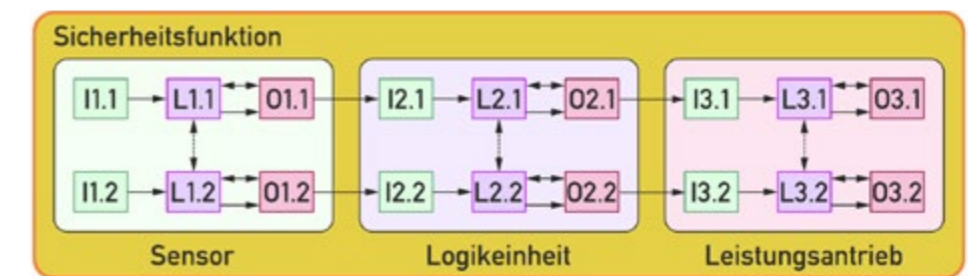 Sicherheitsfunktion
I1.1 L1.1 O1.1 I2.1 L2.1 O2.1 I3.1 L3.1 O3.1
I1.2 L1.2 O1.2 I2.2 L2.2 O2.2 I3.2 L3.2 O3.2
Sensor Logikeinheit Leistungsantrieb